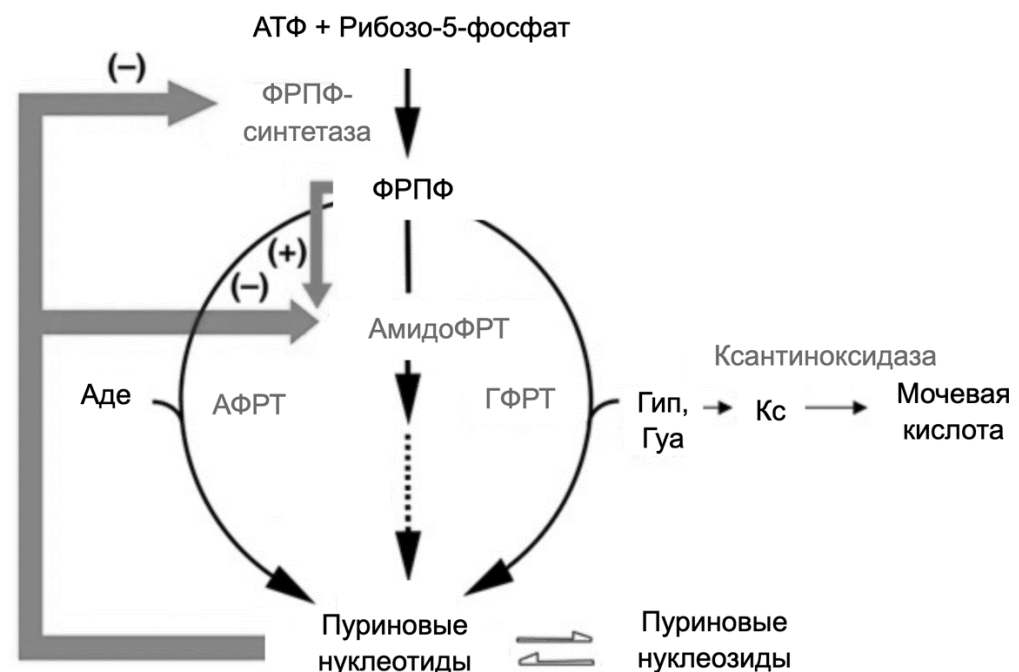 АТФ + Рибозо-5-фосфат
(−)
ФРПФ-
синтетаза
ФРПФ
(+)
(−)
АмидоФРТ
Ксантиноксидаза
Аде
АФРТ
ГФРТ
Гип,
Гуа
Кс
Мочевая
кислота
Пуриновые
нуклеотиды
Пуриновые
нуклеозиды